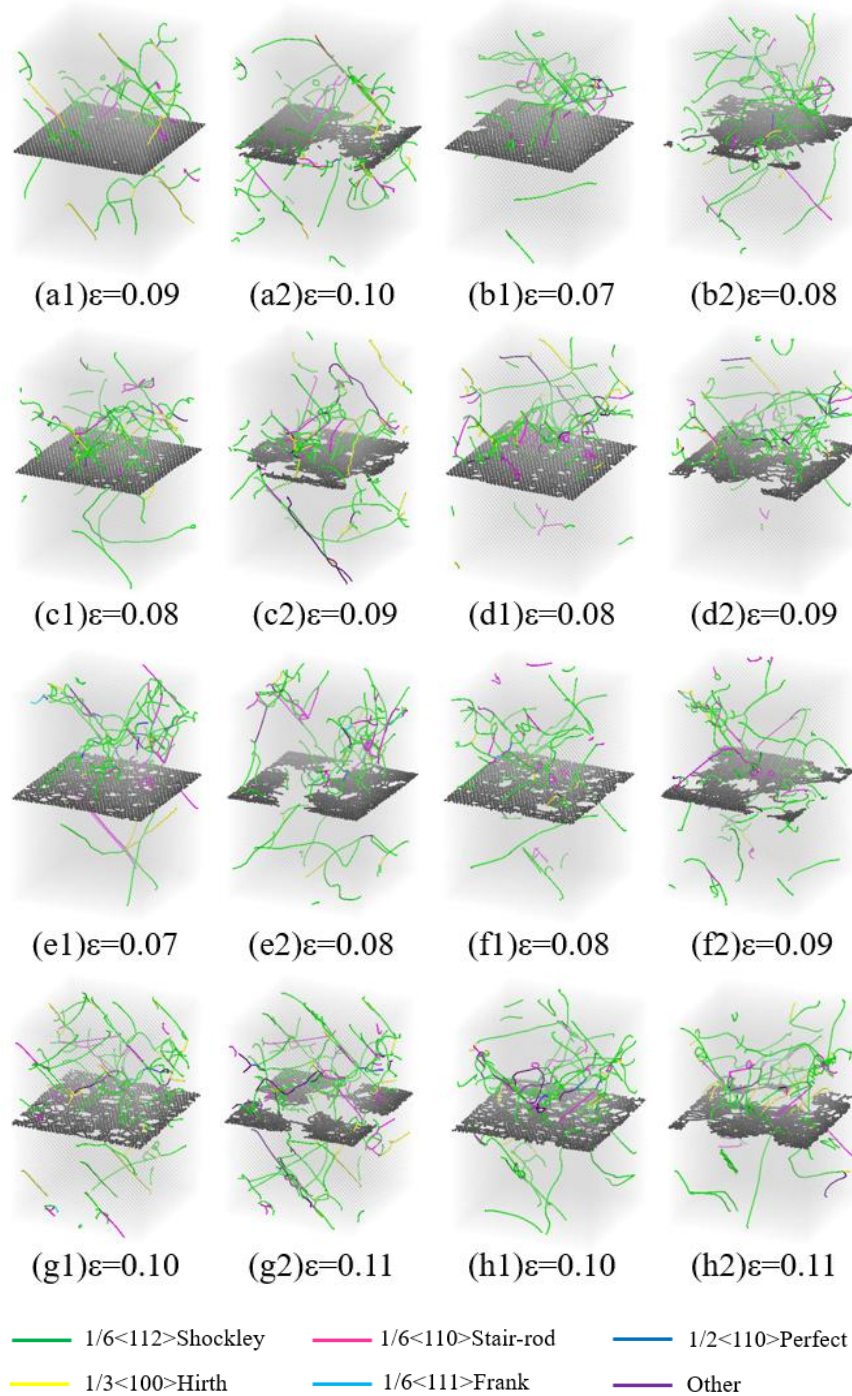 (a1)ε=0.09 (a2)ε=0.10 (b1)ε=0.07 (b2)ε=0.08
(c1)ε=0.08 (c2)ε=0.09 (d1)ε=0.08 (d2)ε=0.09
(e1)ε=0.07 (e2)ε=0.08 (f1)ε=0.08 (f2)ε=0.09
(g1)ε=0.10 (g2)ε=0.11 (h1)ε=0.10 (h2)ε=0.11
1/6<112>Shockley 1/6<110>Stair-rod 1/2<110>Perfect
1/3<100>Hirth 1/6<111>Frank Other